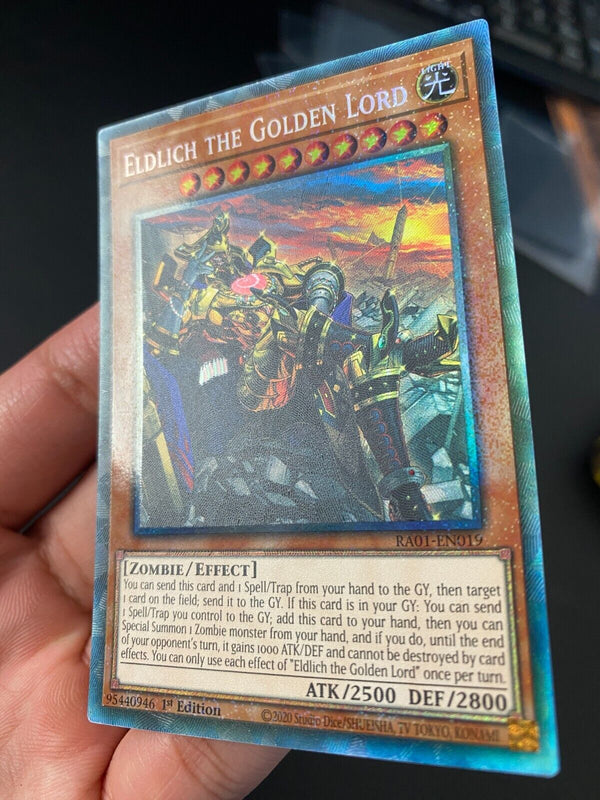 ELDLICH THE GOLDEN LORD
LIGHT
光
RA01-EN019
[ZOMBIE/EFFECT]
You can send this card and 1 Spell/Trap from your hand to the GY, then target
1 card on the field; send it to the GY. If this card is in your GY: You can send
1 Spell/Trap you control to the GY; add this card to your hand, then you can
Special Summon 1 Zombie monster from your hand, and if you do, until the end
of your opponent's turn, it gains 1000 ATK/DEF and cannot be destroyed by card
effects. You can only use each effect of "Eldlich the Golden Lord" once per turn.
ATK/2500 DEF/2800
95440946 1st Edition
©2020 Studio Dice/SHUEISHA, TV TOKYO, KONAMI